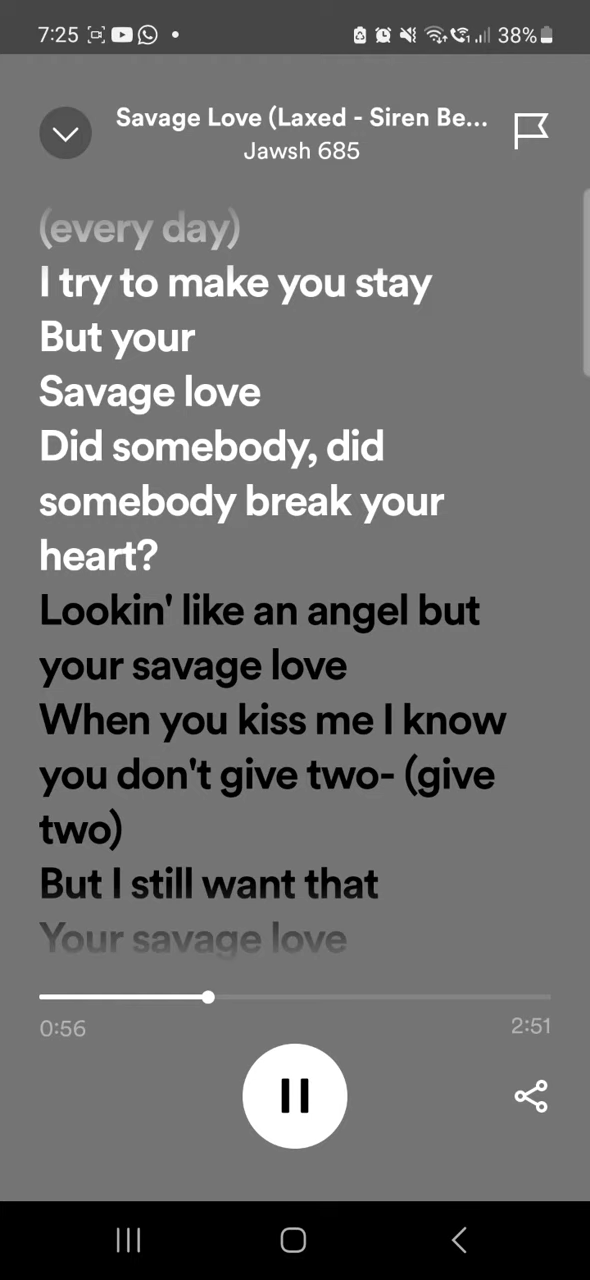 7:25
38%
Savage Love (Laxed - Siren Be...
Jawsh 685
(every day)
I try to make you stay
But your
Savage love
Did somebody, did
somebody break your
heart?
Lookin' like an angel but
your savage love
When you kiss me I know
you don't give two- (give
two)
But I still want that
Your savage love
0:56
2:51